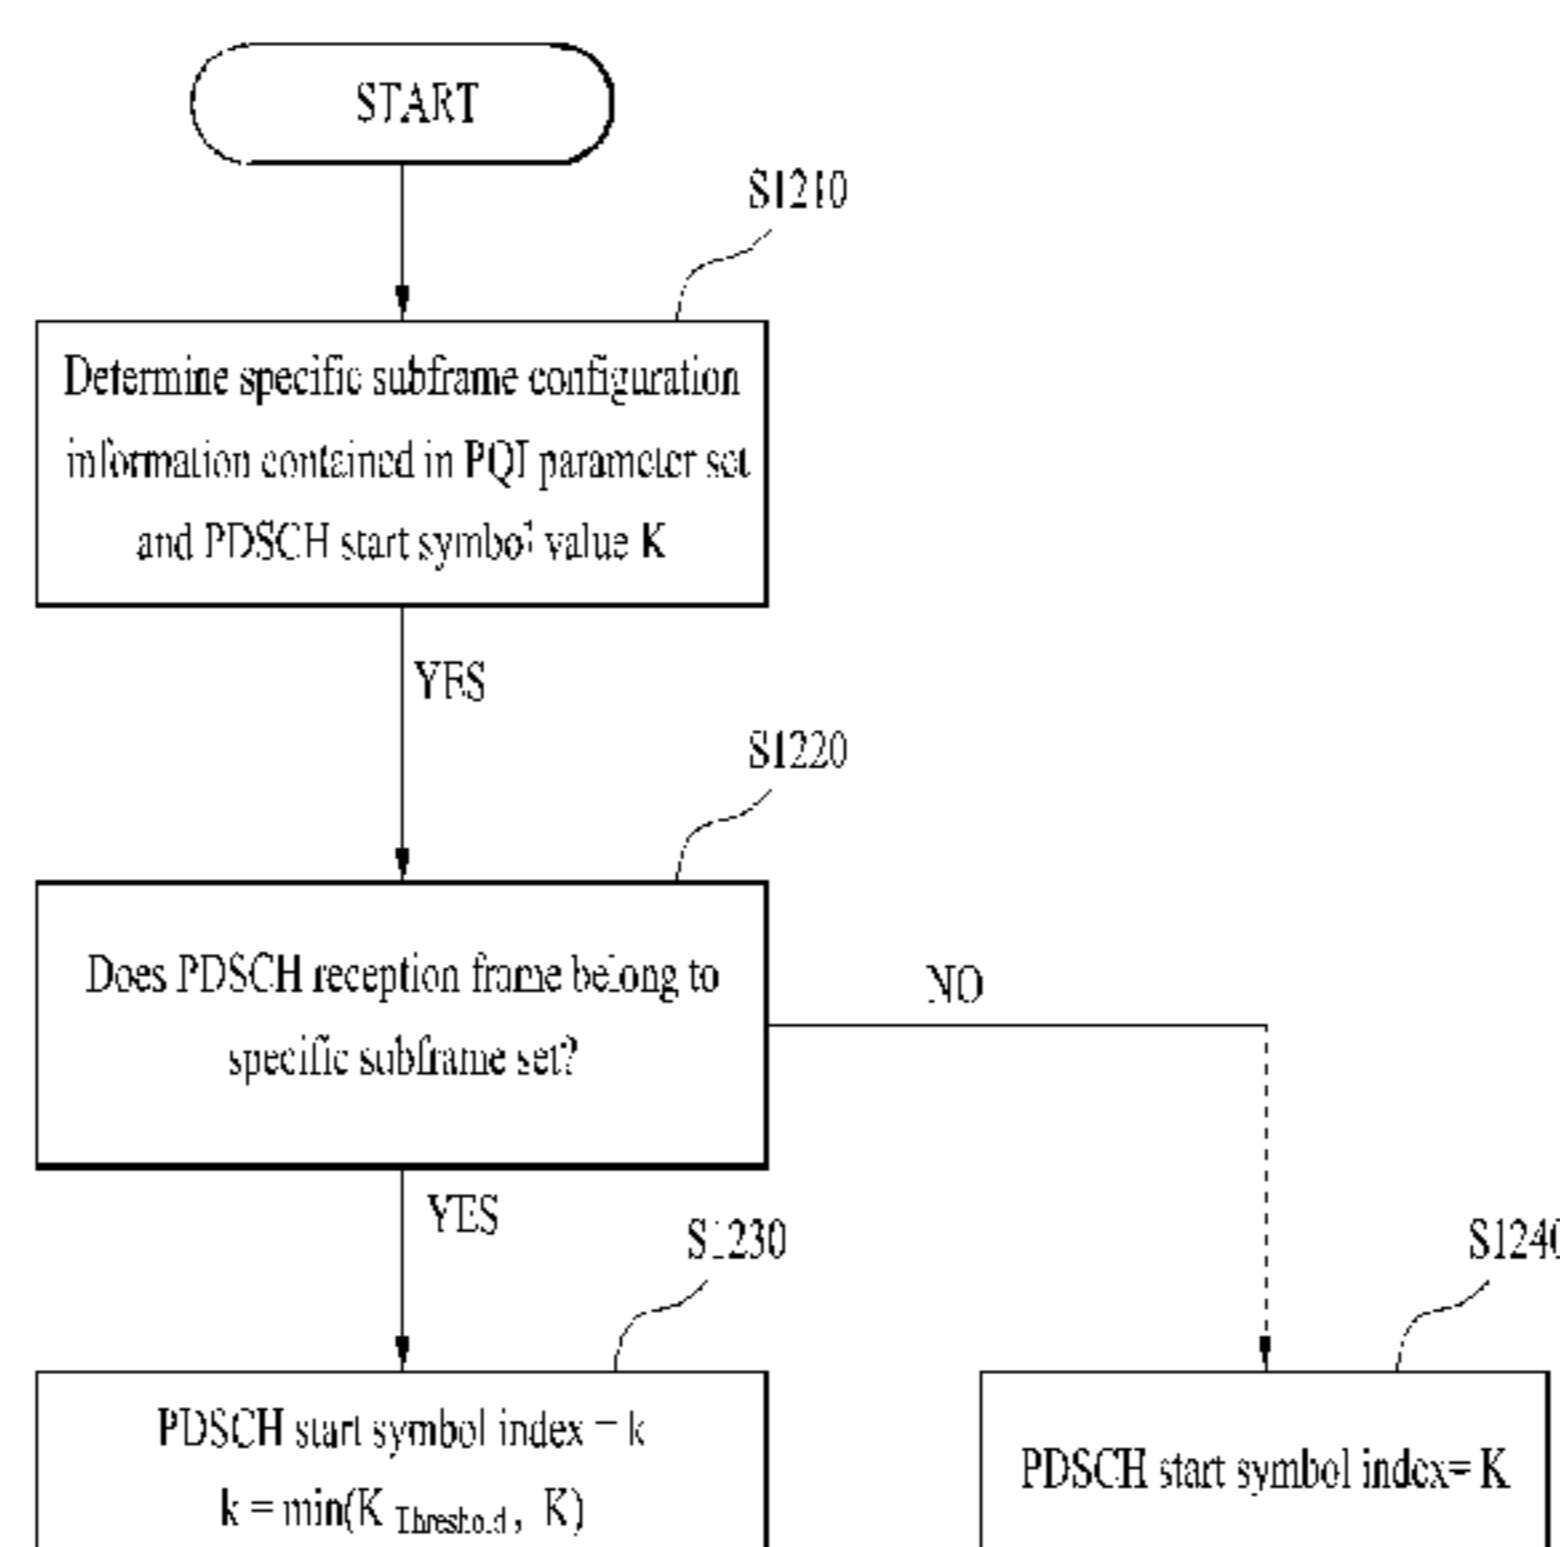 START
S1210
Determine specific subframe configuration
information contained in PQI parameter set
and PDSCH start symbol value K
YES
S1220
Does PDSCH reception frame belong to
specific subframe set?
NO
YES
S1230
S1240
PDSCH start symbol index = k
k = min(K Threshold, K)
PDSCH start symbol index= K